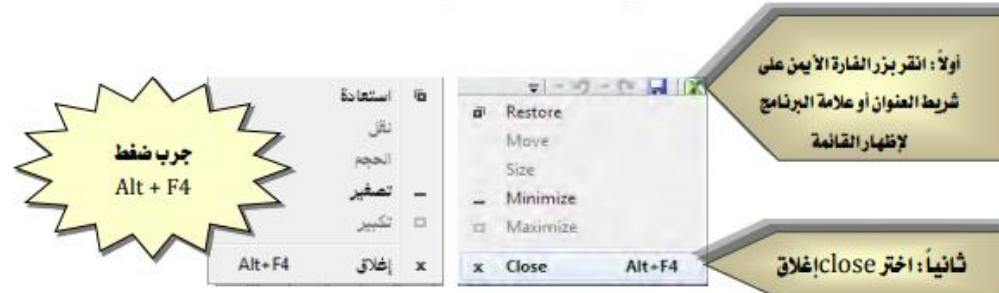 أولاً: انقر بزر الفارة الأيمن على
شريط العنوان أو علامة البرنامج
لإظهار القائمة
Restore
Move
Size
Minimize
Maximize
Close Alt+F4
استعادة
نقل
الحجم
تصغير
تكبير
إغلاق Alt+F4
جرب ضغط
Alt + F4
ثانياً: اختر close إغلاق